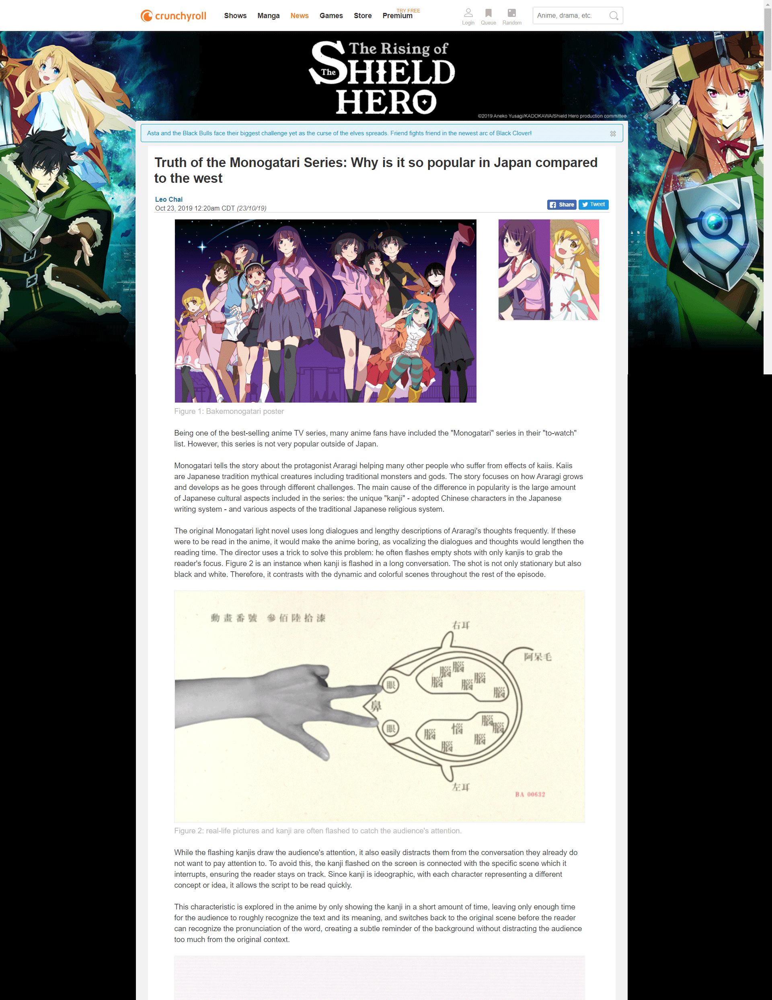 crunchyroll
Shows Manga News Games Store Premium
TRY FREE
Login Queue Random
Anime, drama, etc.
The Rising of
The SHIELD
HERO
©2019 Aneko Yusagi/KADOKAWA/Shield Hero production committee
Asta and the Black Bulls face their biggest challenge yet as the curse of the elves spreads. Friend fights friend in the newest arc of Black Clover!
Truth of the Monogatari Series: Why is it so popular in Japan compared
to the west
Leo Chai
Oct 23, 2019 12:20am CDT (23/10/19)
Share Tweet
Figure 1: Bakemonogatari poster
Being one of the best-selling anime TV series, many anime fans have included the "Monogatari" series in their "to-watch"
list. However, this series is not very popular outside of Japan.
Monogatari tells the story about the protagonist Araragi helping many other people who suffer from effects of kaiis. Kaiis
are Japanese tradition mythical creatures including traditional monsters and gods. The story focuses on how Araragi grows
and develops as he goes through different challenges. The main cause of the difference in popularity is the large amount
of Japanese cultural aspects included in the series: the unique "kanji" - adopted Chinese characters in the Japanese
writing system - and various aspects of the traditional Japanese religious system.
The original Monogatari light novel uses long dialogues and lengthy descriptions of Araragi's thoughts frequently. If these
were to be read in the anime, it would make the anime boring, as vocalizing the dialogues and thoughts would lengthen the
reading time. The director uses a trick to solve this problem: he often flashes empty shots with only kanjis to grab the
reader's focus. Figure 2 is an instance when kanji is flashed in a long conversation. The shot is not only stationary but also
black and white. Therefore, it contrasts with the dynamic and colorful scenes throughout the rest of the episode.
動畫番號 參佰陸拾漆
右耳
阿呆毛
腦
腦
腦
腦
腦
腦
眼
鼻
眼
腦
腦
腦
惱
腦
腦
左耳
BA 00632
Figure 2: real-life pictures and kanji are often flashed to catch the audience's attention.
While the flashing kanjis draw the audience's attention, it also easily distracts them from the conversation they already do
not want to pay attention to. To avoid this, the kanji flashed on the screen is connected with the specific scene which it
interrupts, ensuring the reader stays on track. Since kanji is ideographic, with each character representing a different
concept or idea, it allows the script to be read quickly.
This characteristic is explored in the anime by only showing the kanji in a short amount of time, leaving only enough time
for the audience to roughly recognize the text and its meaning, and switches back to the original scene before the reader
can recognize the pronunciation of the word, creating a subtle reminder of the background without distracting the audience
too much from the original context.